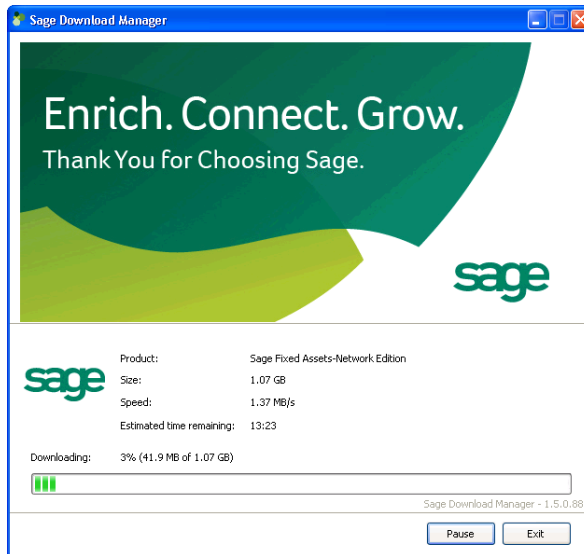 Sage Download Manager
Enrich. Connect. Grow.
Thank You for Choosing Sage.
sage
sage
Product: Sage Fixed Assets-Network Edition
Size: 1.07 GB
Speed: 1.37 MB/s
Estimated time remaining: 13:23
Downloading: 3% (41.9 MB of 1.07 GB)
Sage Download Manager - 1.5.0.88
Pause Exit